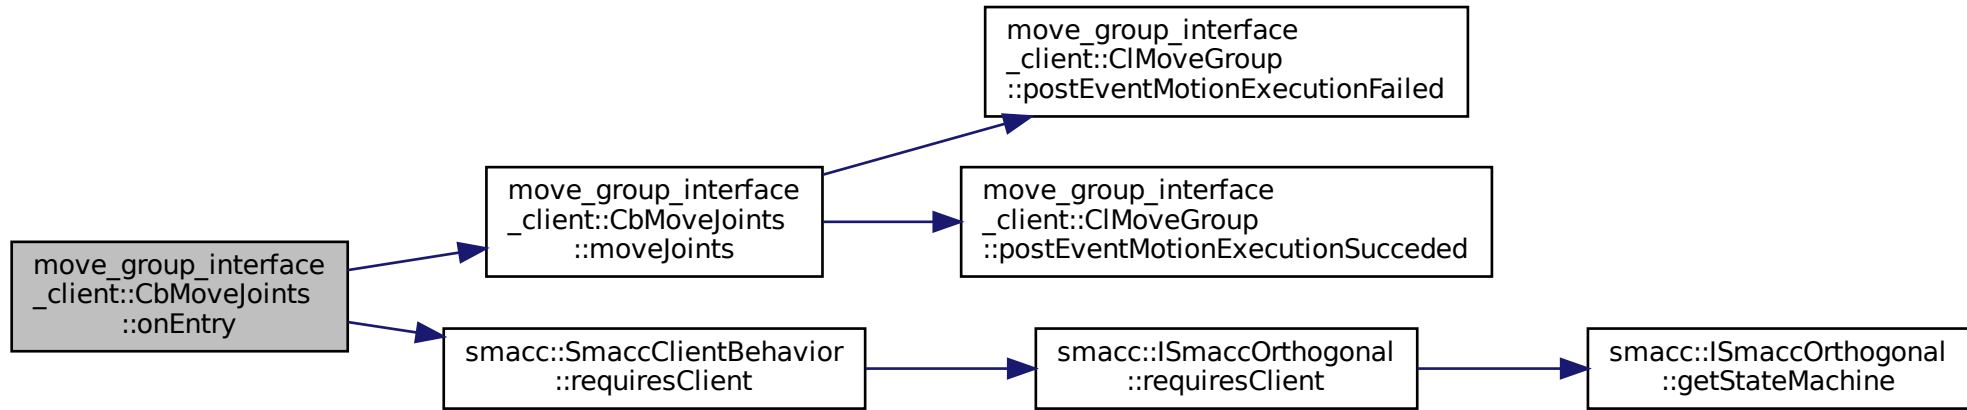 move_group_interface
_client::ClMoveGroup
::postEventMotionExecutionFailed
move_group_interface
_client::CbMoveJoints
::moveJoints
move_group_interface
_client::ClMoveGroup
::postEventMotionExecutionSucceded
move_group_interface
_client::CbMoveJoints
::onEntry
smacc::SmaccClientBehavior
::requiresClient
smacc::ISmaccOrthogonal
::requiresClient
smacc::ISmaccOrthogonal
::getStateMachine